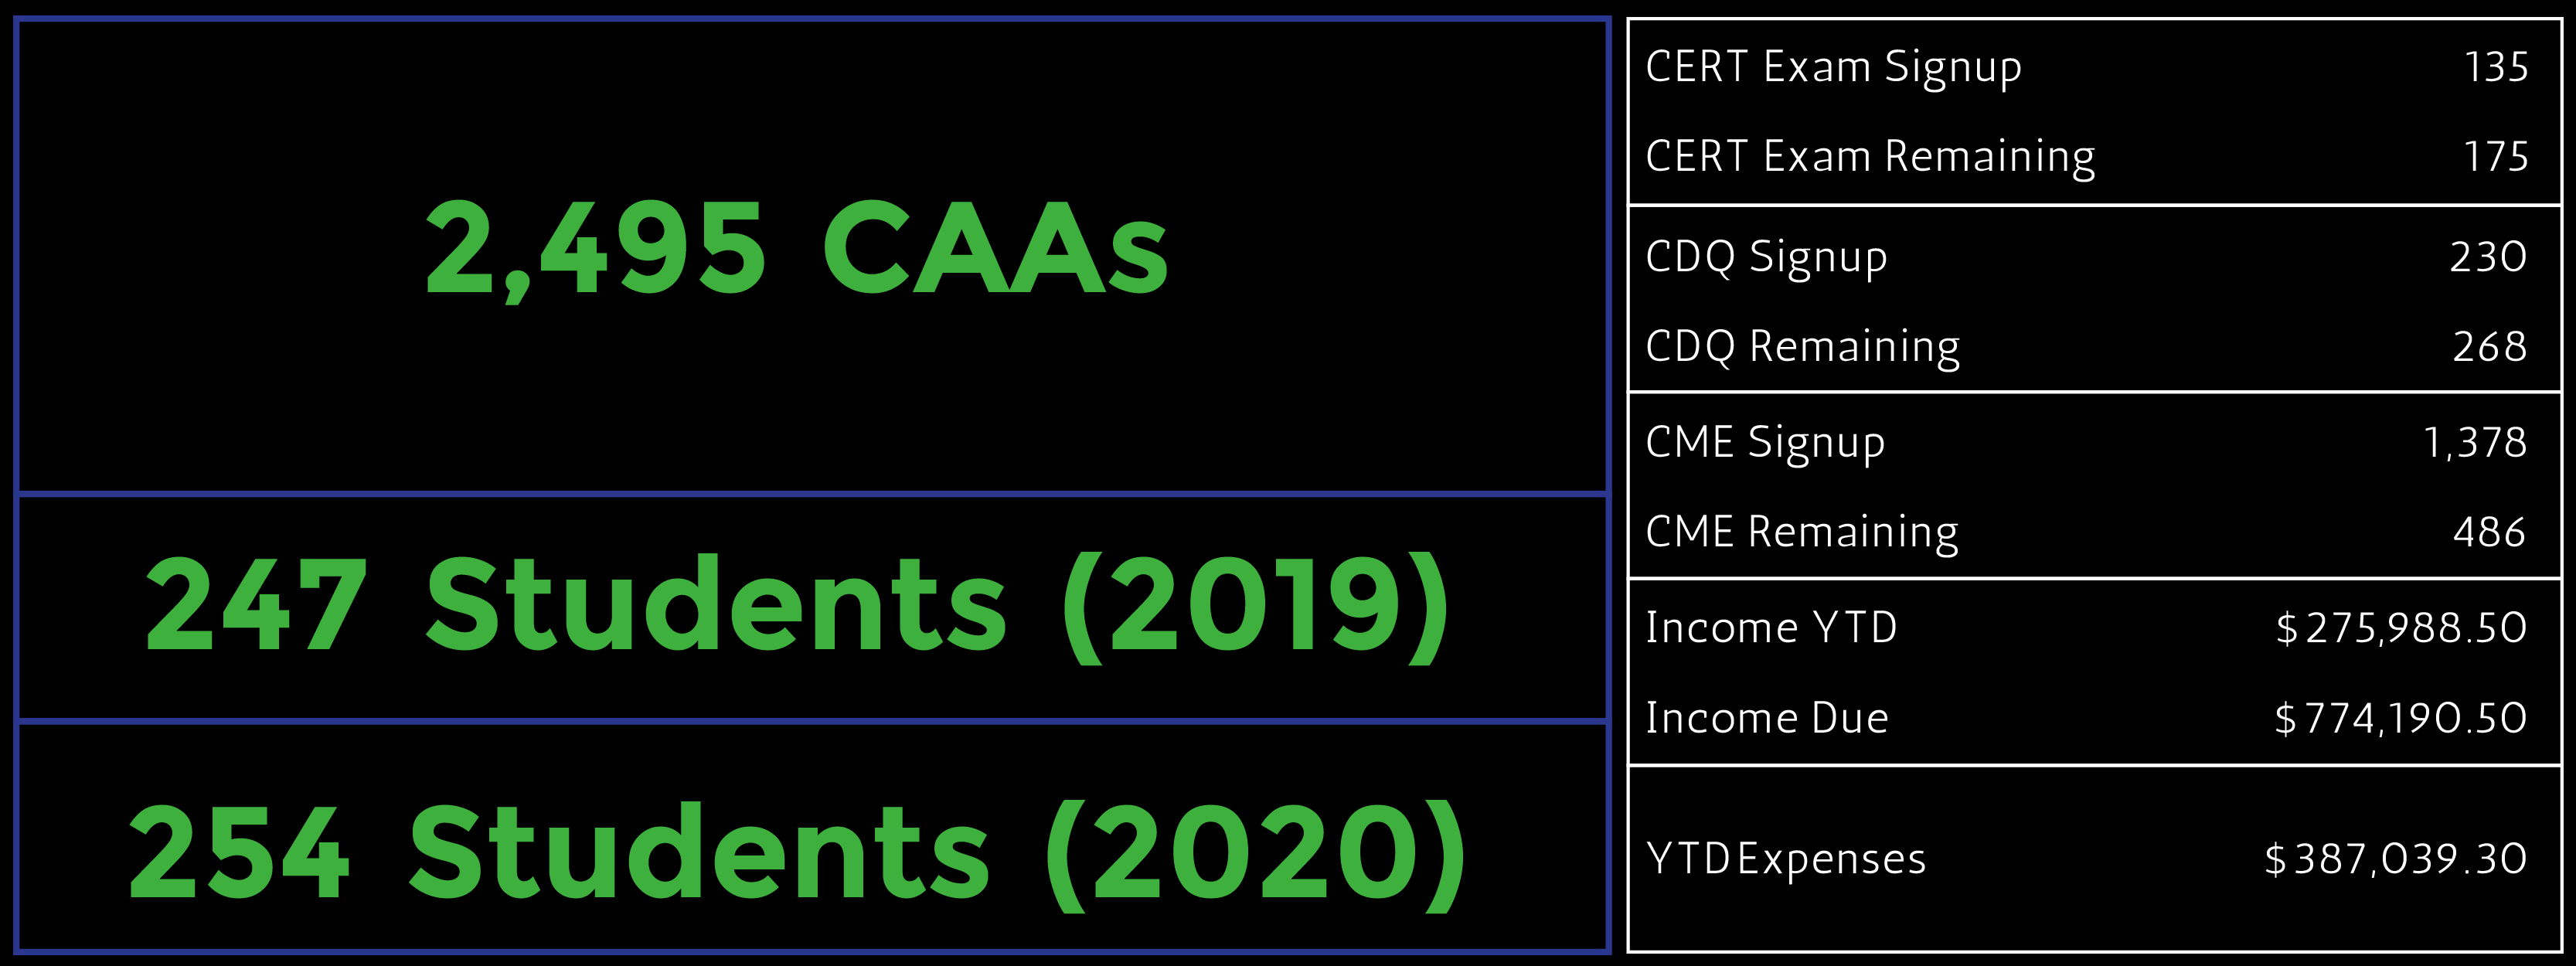 2,495 CAAs
247 Students (2019)
254 Students (2020)
CERT Exam Signup 135
CERT Exam Remaining 175
CDQ Signup 230
CDQ Remaining 268
CME Signup 1,378
CME Remaining 486
Income YTD $275,988.50
Income Due $774,190.50
YTD Expenses $387,039.30